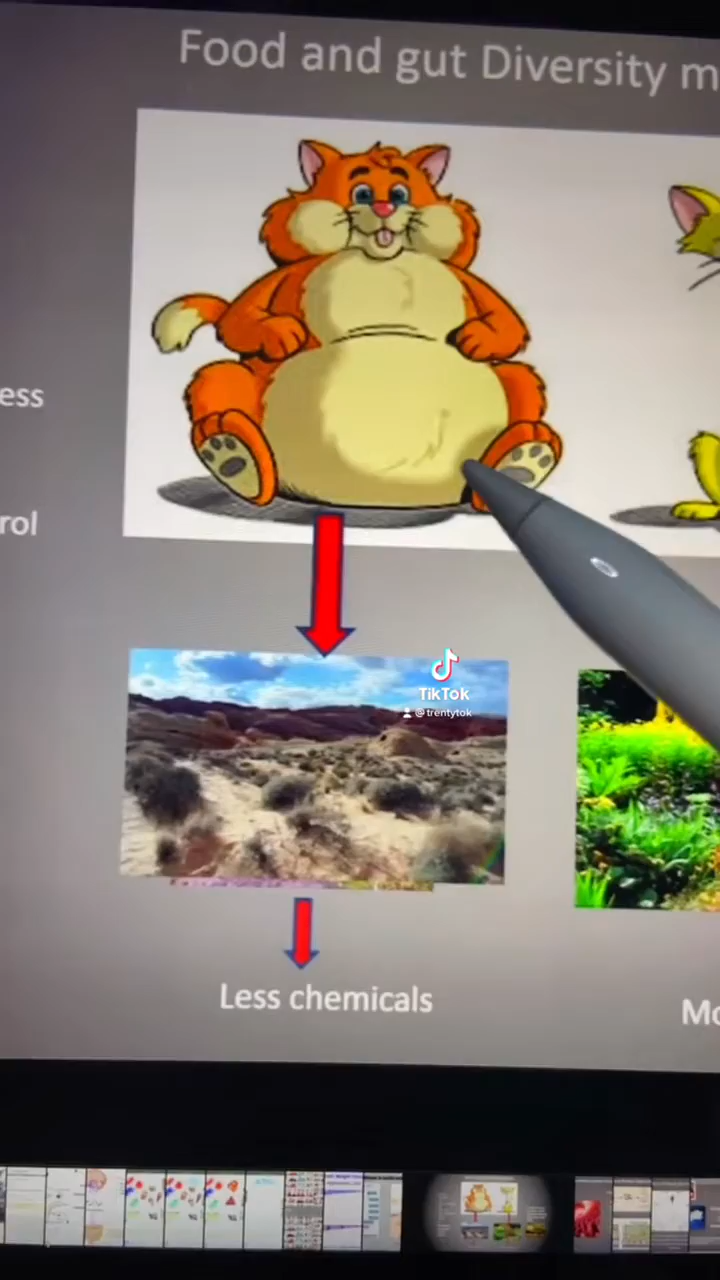 Food and gut Diversity m
ess
rol
TikTok
@trentytok
Less chemicals
Mo